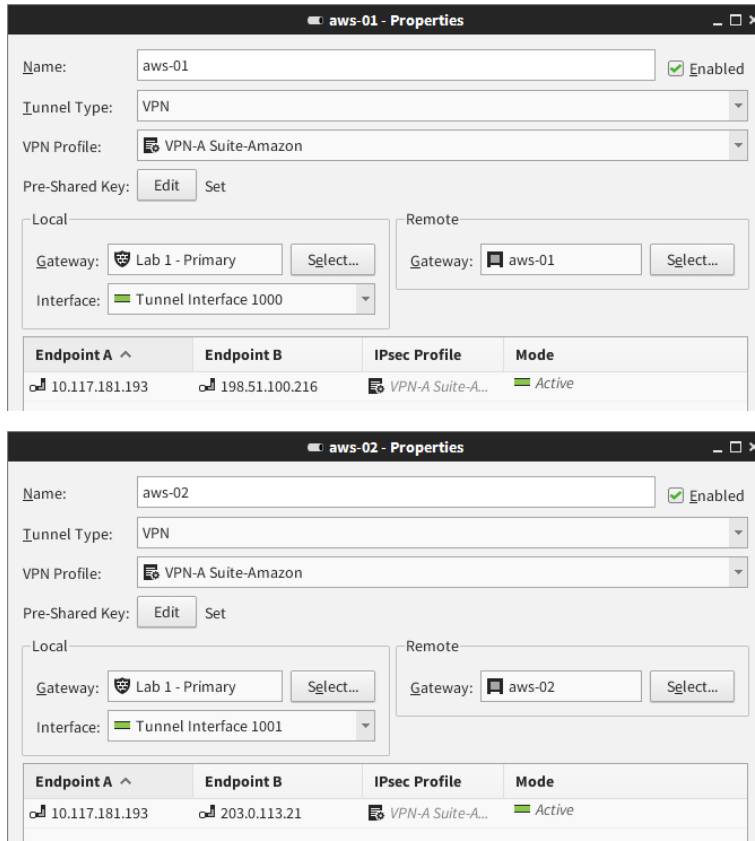 aws-01 - Properties
Name: aws-01 Enabled
Tunnel Type: VPN
VPN Profile: VPN-A Suite-Amazon
Pre-Shared Key: Edit Set
Local Remote
Gateway: Lab 1 - Primary Select... Gateway: aws-01 Select...
Interface: Tunnel Interface 1000
Endpoint A Endpoint B IPsec Profile Mode
10.117.181.193 198.51.100.216 VPN-A Suite-A... Active
aws-02 - Properties
Name: aws-02 Enabled
Tunnel Type: VPN
VPN Profile: VPN-A Suite-Amazon
Pre-Shared Key: Edit Set
Local Remote
Gateway: Lab 1 - Primary Select... Gateway: aws-02 Select...
Interface: Tunnel Interface 1001
Endpoint A Endpoint B IPsec Profile Mode
10.117.181.193 203.0.113.21 VPN-A Suite-A... Active